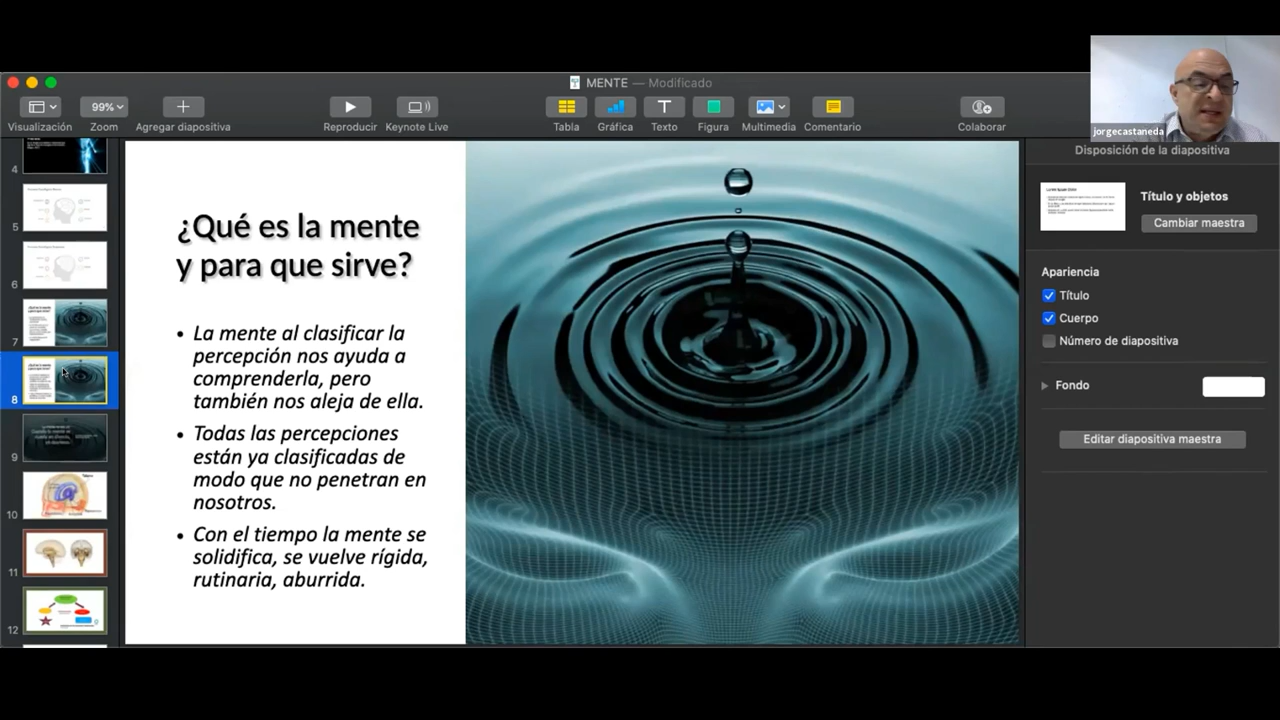 MENTE — Modificado
99%
Visualización
Zoom
Agregar diapositiva
Reproducir
Keynote Live
Tabla
Gráfica
Texto
Figura
Multimedia
Comentario
Colaborar
jorgecastaneda
4
5
6
7
8
9
10
11
12
¿Qué es la mente
y para que sirve?
• La mente al clasificar la
percepción nos ayuda a
comprenderla, pero
también nos aleja de ella.
• Todas las percepciones
están ya clasificadas de
modo que no penetran en
nosotros.
• Con el tiempo la mente se
solidifica, se vuelve rígida,
rutinaria, aburrida.
Disposición de la diapositiva
Título y objetos
Cambiar maestra
Apariencia
Título
Cuerpo
Número de diapositiva
Fondo
Editar diapositiva maestra